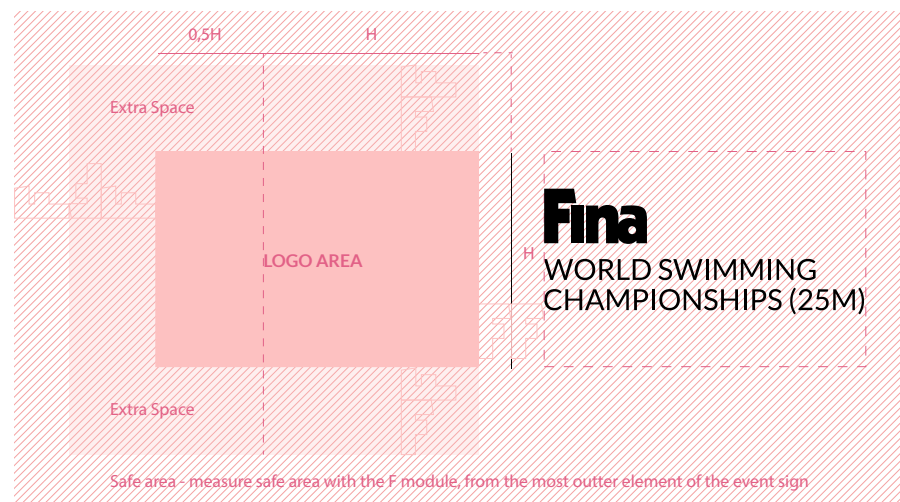 0,5H
H
Extra Space
LOGO AREA
H
Fina
WORLD SWIMMING
CHAMPIONSHIPS (25M)
Extra Space
Safe area - measure safe area with the F module, from the most outter element of the event sign